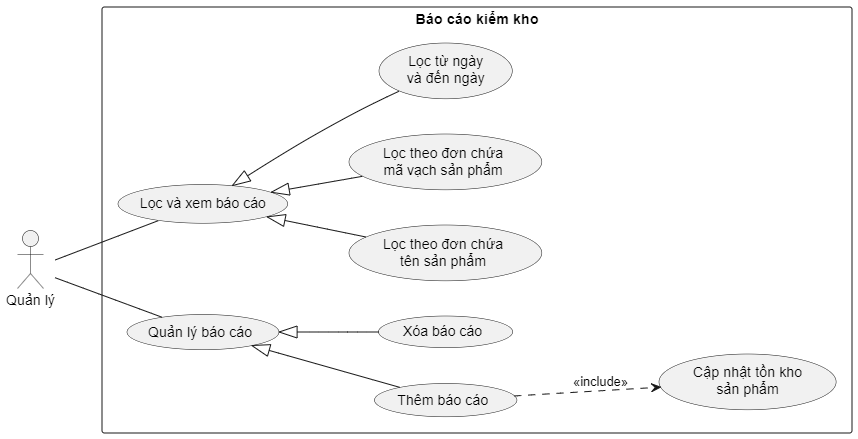 Báo cáo kiểm kho
Lọc từ ngày
và đến ngày
Lọc theo đơn chứa
mã vạch sản phẩm
Lọc và xem báo cáo
Lọc theo đơn chứa
tên sản phẩm
Quản lý
Quản lý báo cáo
Xóa báo cáo
Thêm báo cáo
«include»
Cập nhật tồn kho
sản phẩm